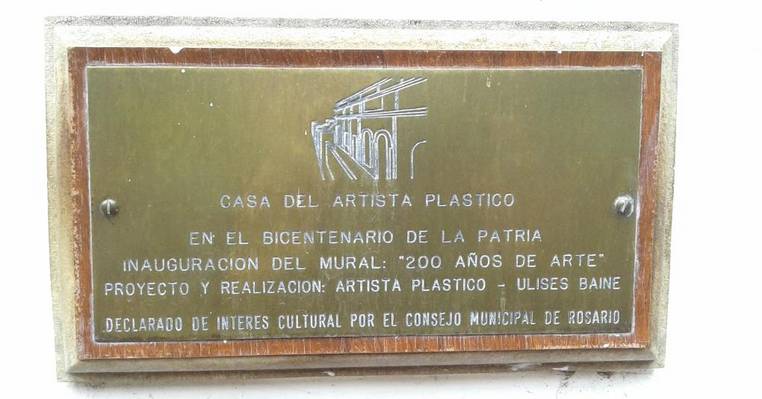 CASA DEL ARTISTA PLASTICO
EN EL BICENTENARIO DE LA PATRIA
INAUGURACION DEL MURAL: "200 AÑOS DE ARTE"
PROYECTO Y REALIZACION: ARTISTA PLASTICO - ULISES BAINE
DECLARADO DE INTERES CULTURAL POR EL CONSEJO MUNICIPAL DE ROSARIO